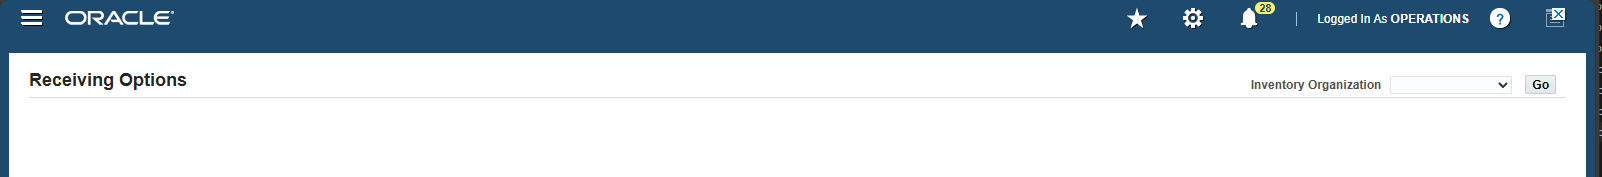 ORACLE
28
Logged In As OPERATIONS
?
Receiving Options
Inventory Organization
Go